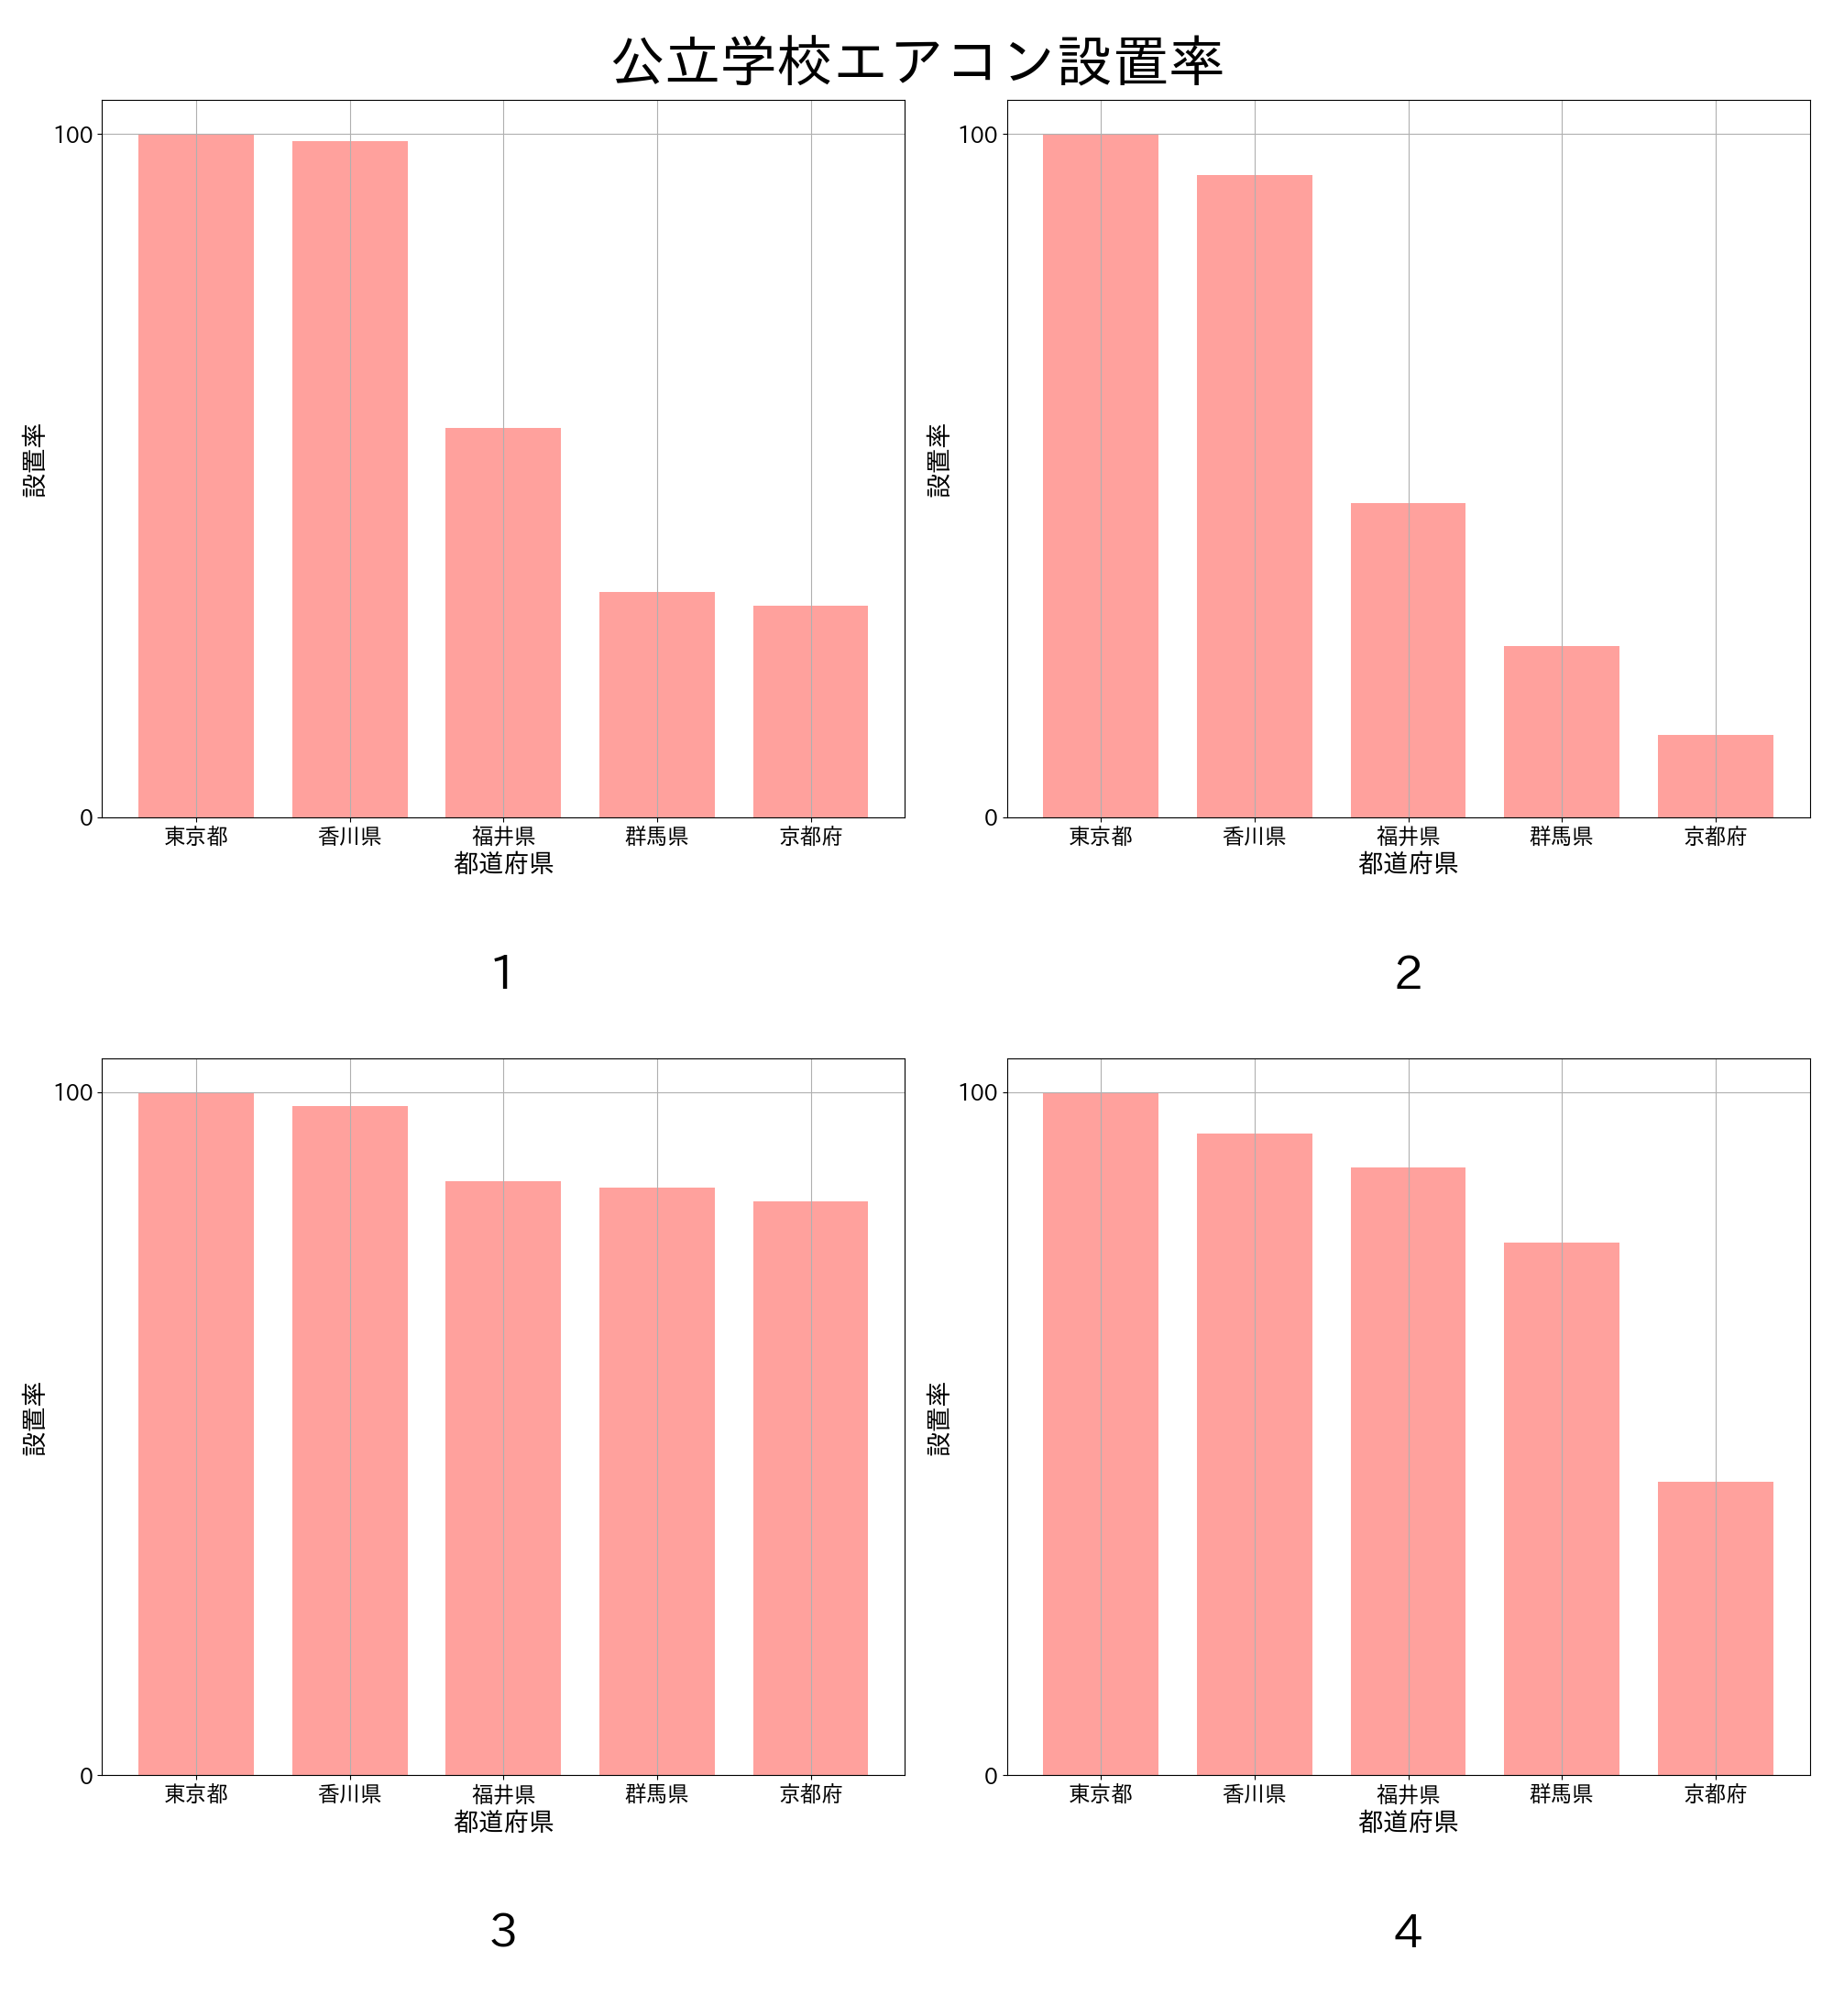 公立学校エアコン設置率
100
0
設置率
東京都 香川県 福井県 群馬県 京都府
都道府県
1
100
0
設置率
東京都 香川県 福井県 群馬県 京都府
都道府県
2
100
0
設置率
東京都 香川県 福井県 群馬県 京都府
都道府県
3
100
0
設置率
東京都 香川県 福井県 群馬県 京都府
都道府県
4